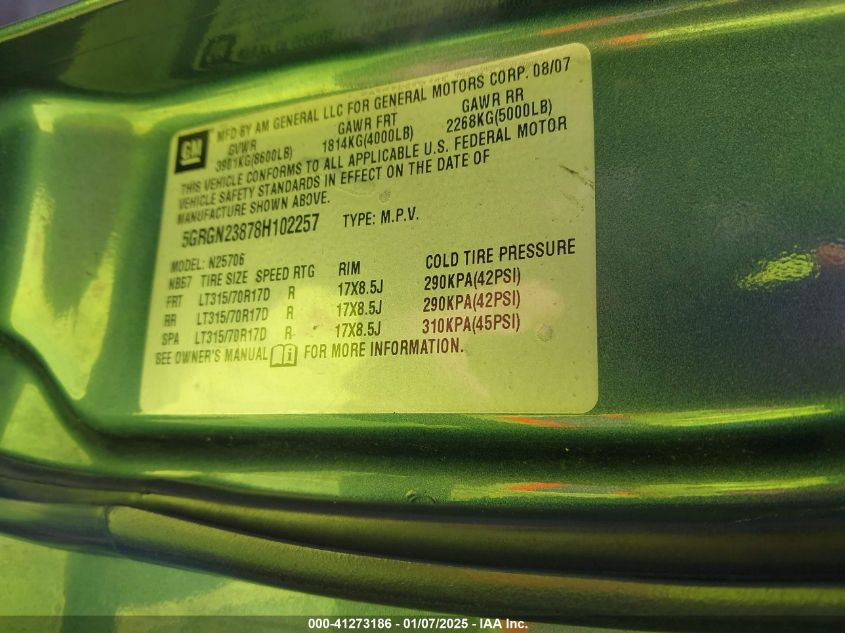 GM
MFD BY AM GENERAL LLC FOR GENERAL MOTORS CORP. 08/07
GVWR GAWR FRT GAWR RR
3901KG(8600LB) 1814KG(4000LB) 2268KG(5000LB)
THIS VEHICLE CONFORMS TO ALL APPLICABLE U.S. FEDERAL MOTOR
VEHICLE SAFETY STANDARDS IN EFFECT ON THE DATE OF
MANUFACTURE SHOWN ABOVE.
5GRGN23878H102257 TYPE: M.P.V.
MODEL: N25706
NB67 TIRE SIZE SPEED RTG RIM COLD TIRE PRESSURE
FRT LT315/70R17D R 17X8.5J 290KPA(42PSI)
RR LT315/70R17D R 17X8.5J 290KPA(42PSI)
SPA LT315/70R17D R 17X8.5J 310KPA(45PSI)
SEE OWNER'S MANUAL FOR MORE INFORMATION.
000-41273186 - 01/07/2025 - IAA Inc.